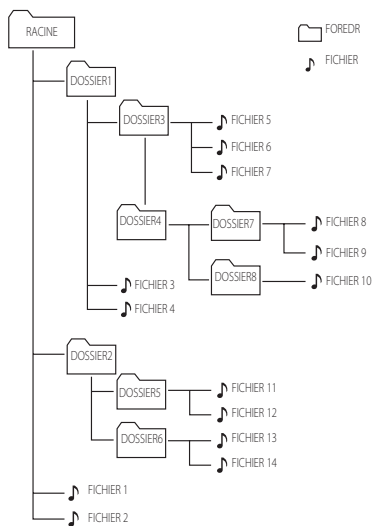 RACINE
FOREDR
FICHIER
DOSSIER1
DOSSIER3
FICHIER 5
FICHIER 6
FICHIER 7
DOSSIER4
DOSSIER7
FICHIER 8
FICHIER 9
DOSSIER8
FICHIER 10
FICHIER 3
FICHIER 4
DOSSIER2
DOSSIER5
FICHIER 11
FICHIER 12
DOSSIER6
FICHIER 13
FICHIER 14
FICHIER 1
FICHIER 2